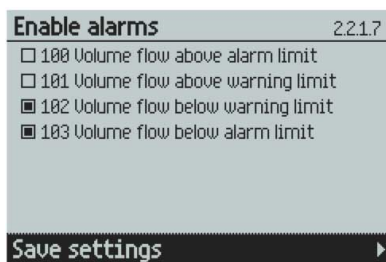 Enable alarms 2.2.1.7
100 Volume flow above alarm limit
101 Volume flow above warning limit
102 Volume flow below warning limit
103 Volume flow below alarm limit
Save settings